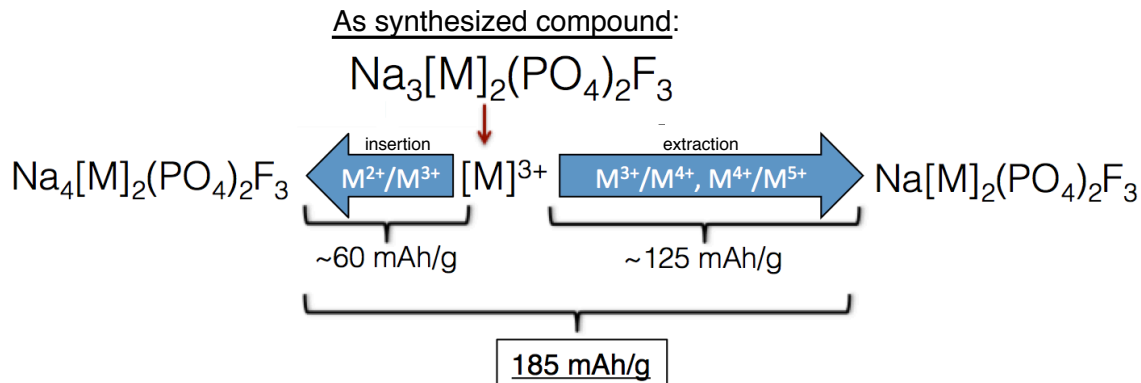 As synthesized compound:
Na₃[M]₂(PO₄)₂F₃
insertion
extraction
Na₄[M]₂(PO₄)₂F₃ M²⁺/M³⁺ [M]³⁺ M³⁺/M⁴⁺, M⁴⁺/M⁵⁺ Na[M]₂(PO₄)₂F₃
~60 mAh/g
~125 mAh/g
185 mAh/g